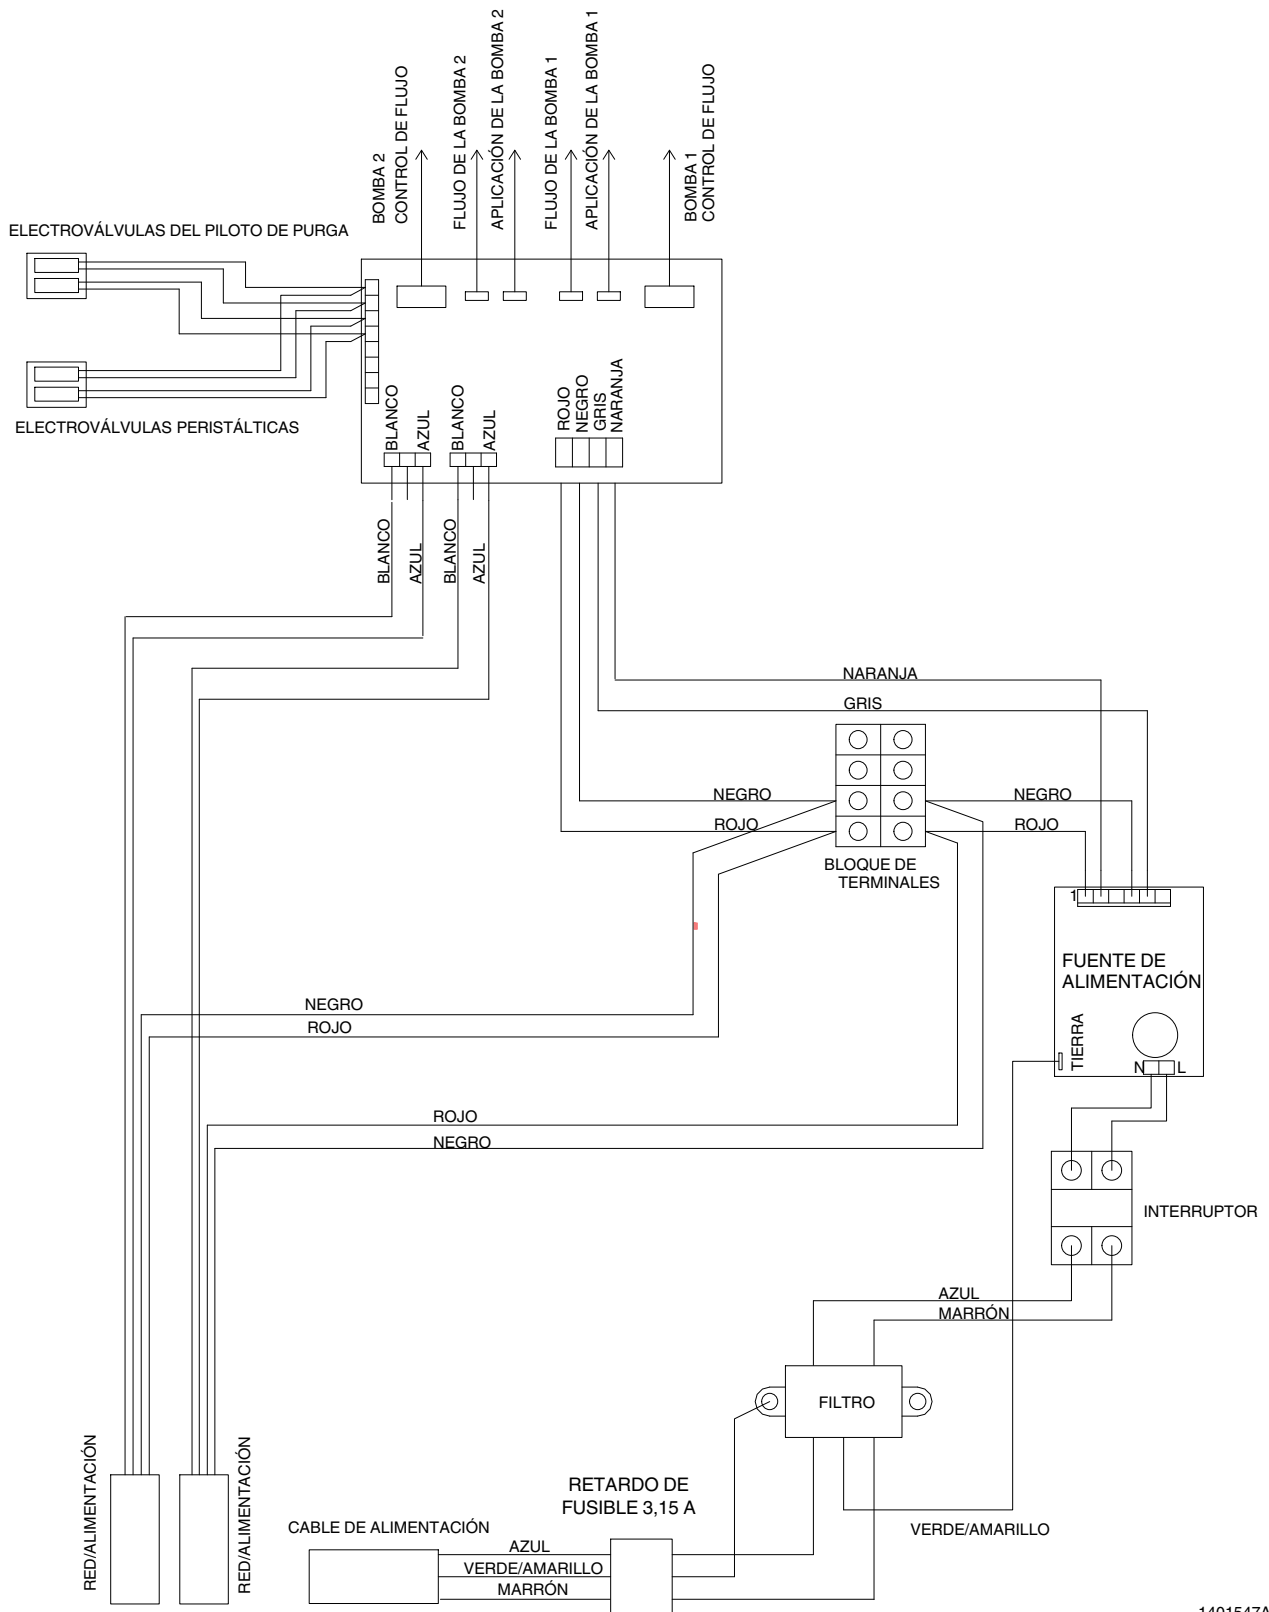 BOMBA 2
CONTROL DE FLUJO
FLUJO DE LA BOMBA 2
APLICACIÓN DE LA BOMBA 2
FLUJO DE LA BOMBA 1
APLICACIÓN DE LA BOMBA 1
BOMBA 1
CONTROL DE FLUJO
ELECTROVÁLVULAS DEL PILOTO DE PURGA
ELECTROVÁLVULAS PERISTÁLTICAS
BLANCO
AZUL
BLANCO
AZUL
ROJO
NEGRO
GRIS
NARANJA
BLANCO
AZUL
BLANCO
AZUL
NARANJA
GRIS
NEGRO
NEGRO
ROJO
ROJO
BLOQUE DE
TERMINALES
1
FUENTE DE
ALIMENTACIÓN
TIERRA
N
L
NEGRO
ROJO
ROJO
NEGRO
INTERRUPTOR
AZUL
MARRÓN
FILTRO
RED/ALIMENTACIÓN
RED/ALIMENTACIÓN
RETARDO DE
FUSIBLE 3,15 A
CABLE DE ALIMENTACIÓN
VERDE/AMARILLO
AZUL
VERDE/AMARILLO
MARRÓN
1401547A